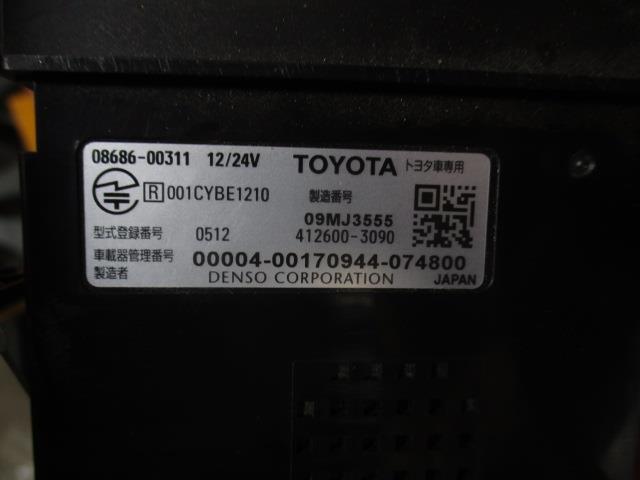 08686-00311 12/24V TOYOTA トヨタ車専用
R 001CYBE1210 製造番号
09MJ3555
型式登録番号 0512 412600-3090
車載器管理番号 00004-00170944-074800
製造者 DENSO CORPORATION JAPAN